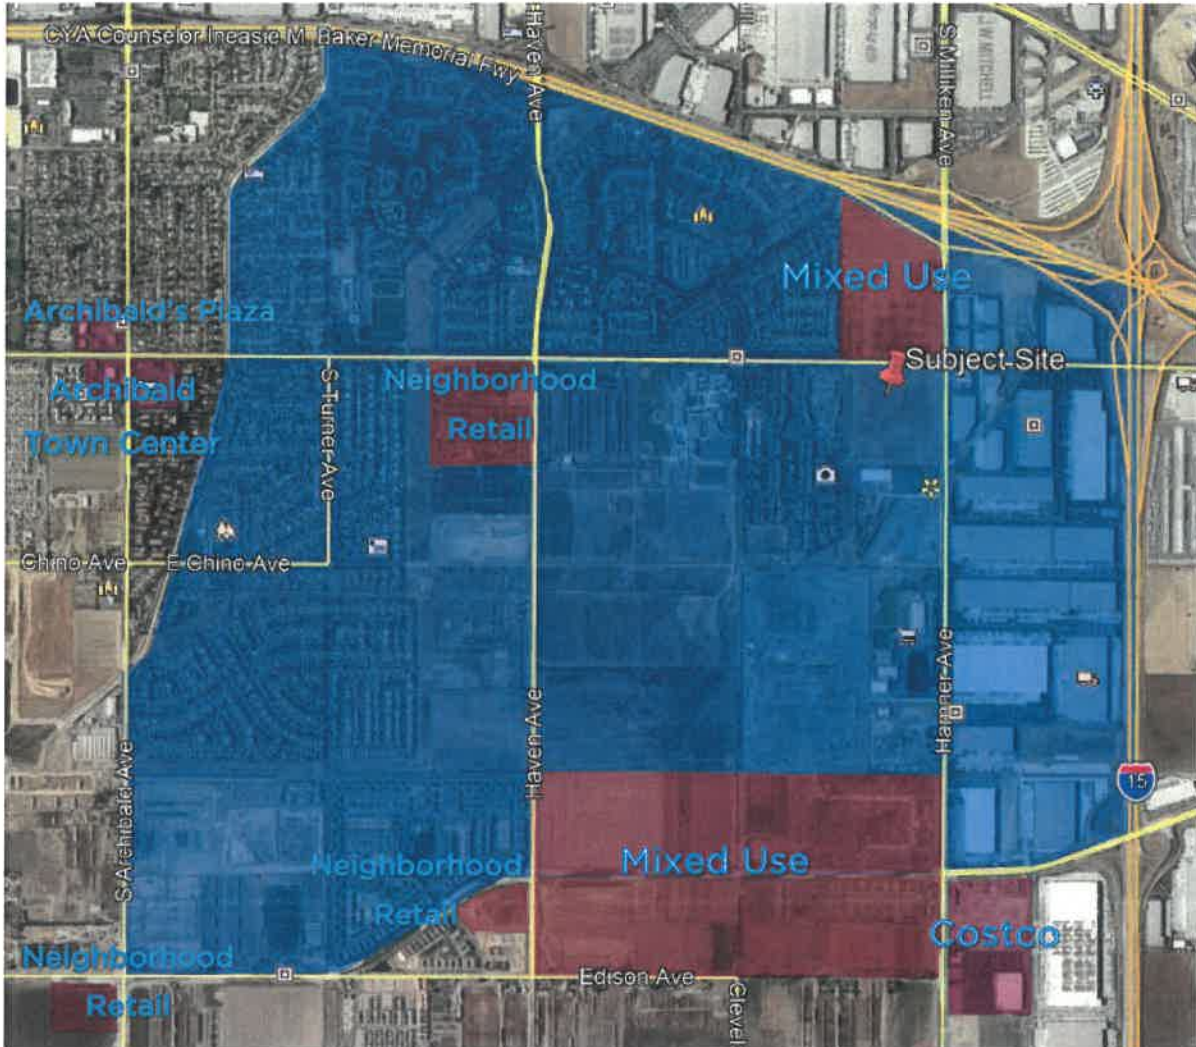 CYA Counselor Ineasie M. Baker Memorial Fwy
Haven Ave
S Milliken Ave
Mixed Use
Archibald's Plaza
Subject Site
Archibald
Town Center
Neighborhood
Retail
S Turner Ave
Chino Ave
E Chino Ave
Hamner Ave
Haven Ave
15
S Archibald Ave
Neighborhood
Retail
Mixed Use
Costco
Neighborhood
Retail
Edison Ave
Clevel